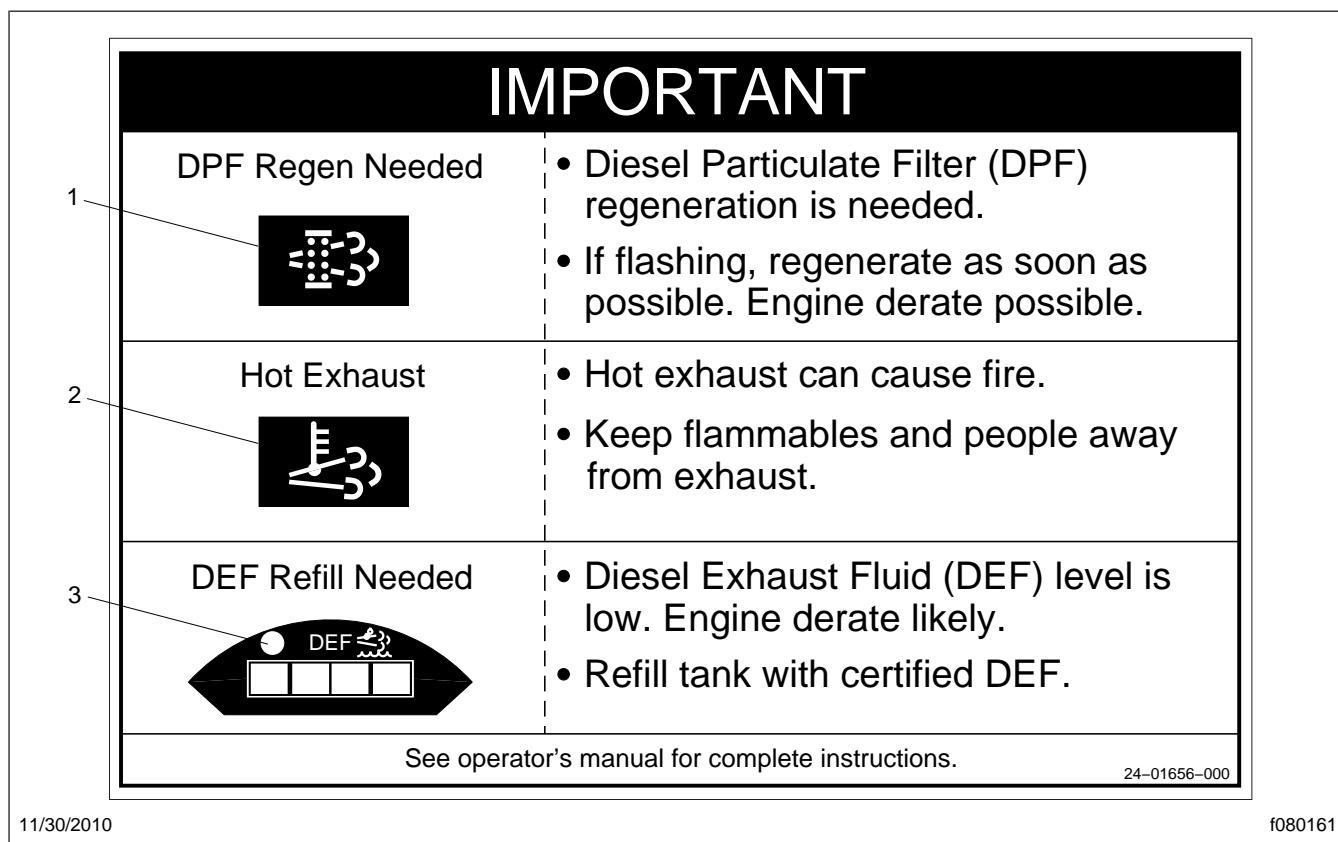 IMPORTANT
DPF Regen Needed
1
• Diesel Particulate Filter (DPF)
regeneration is needed.
• If flashing, regenerate as soon as
possible. Engine derate possible.
Hot Exhaust
2
• Hot exhaust can cause fire.
• Keep flammables and people away
from exhaust.
DEF Refill Needed
3
DEF
• Diesel Exhaust Fluid (DEF) level is
low. Engine derate likely.
• Refill tank with certified DEF.
See operator’s manual for complete instructions.
24–01656–000
11/30/2010
f080161